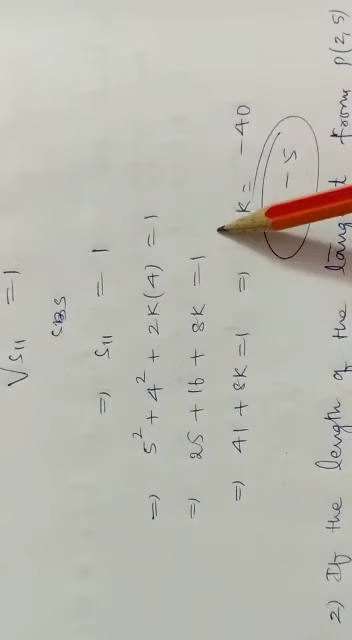 √S₁₁ = 1
SBS
=) S₁₁ = 1
=) 5² + 4² + 2K(4) = 1
=) 25 + 16 + 8K = 1
=) 41 + 8K = 1 =) K = -40
-5
2) If the length of the from P(2,5)